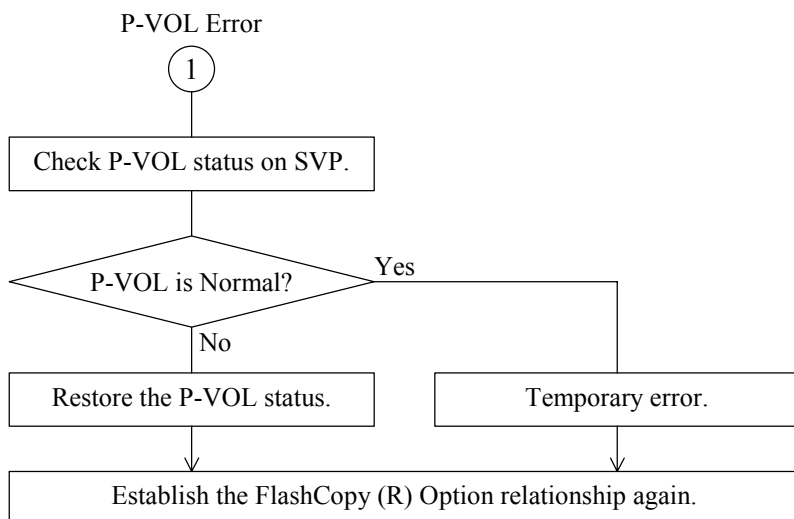 P-VOL Error
1
Check P-VOL status on SVP.
P-VOL is Normal?
Yes
No
Restore the P-VOL status.
Temporary error.
Establish the FlashCopy (R) Option relationship again.